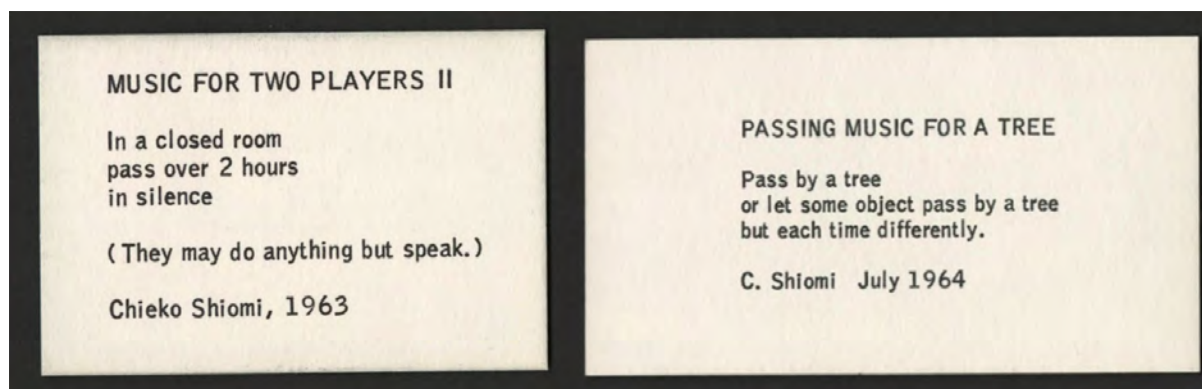 MUSIC FOR TWO PLAYERS II
In a closed room
pass over 2 hours
in silence
(They may do anything but speak.)
Chieko Shiomi, 1963
PASSING MUSIC FOR A TREE
Pass by a tree
or let some object pass by a tree
but each time differently.
C. Shiomi July 1964